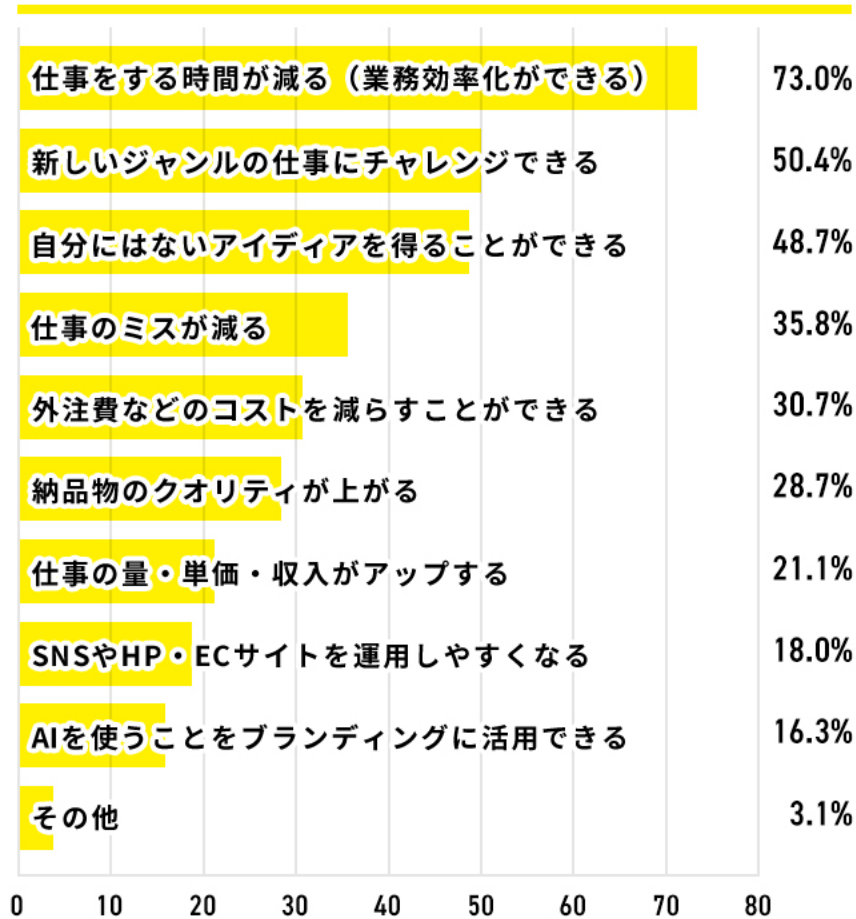 仕事をする時間が減る（業務効率化ができる） 73.0%
新しいジャンルの仕事にチャレンジできる 50.4%
自分にはないアイディアを得ることができる 48.7%
仕事のミスが減る 35.8%
外注費などのコストを減らすことができる 30.7%
納品物のクオリティが上がる 28.7%
仕事の量・単価・収入がアップする 21.1%
SNSやHP・ECサイトを運用しやすくなる 18.0%
AIを使うことをブランディングに活用できる 16.3%
その他 3.1%
0 10 20 30 40 50 60 70 80